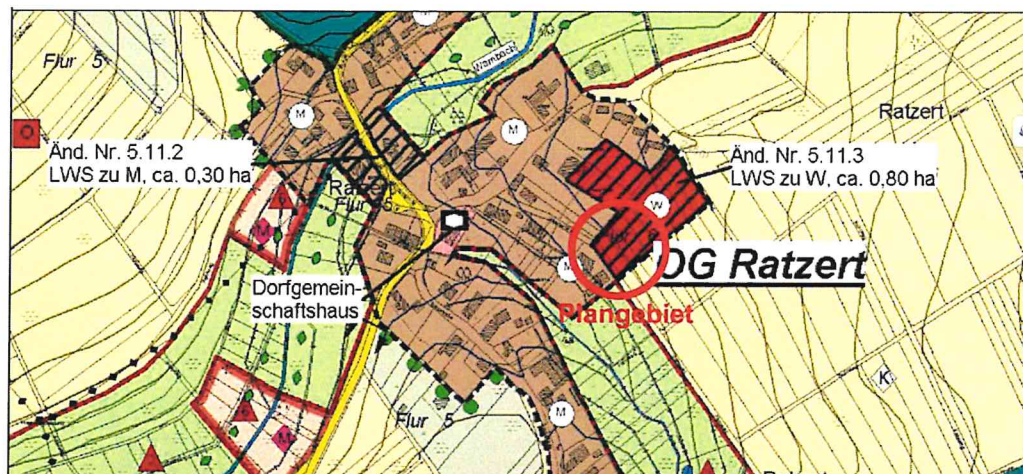 Flur 5
Wambach
M
M
M
Ratzert
O
Änd. Nr. 5.11.2
LWS zu M, ca. 0,30 ha
Änd. Nr. 5.11.3
LWS zu W, ca. 0,80 ha
Ratzert
Flur 5
W
OG Ratzert
M
M
Dorfgemein-
schaftshaus
Plangebiet
K
Flur 5
M
M